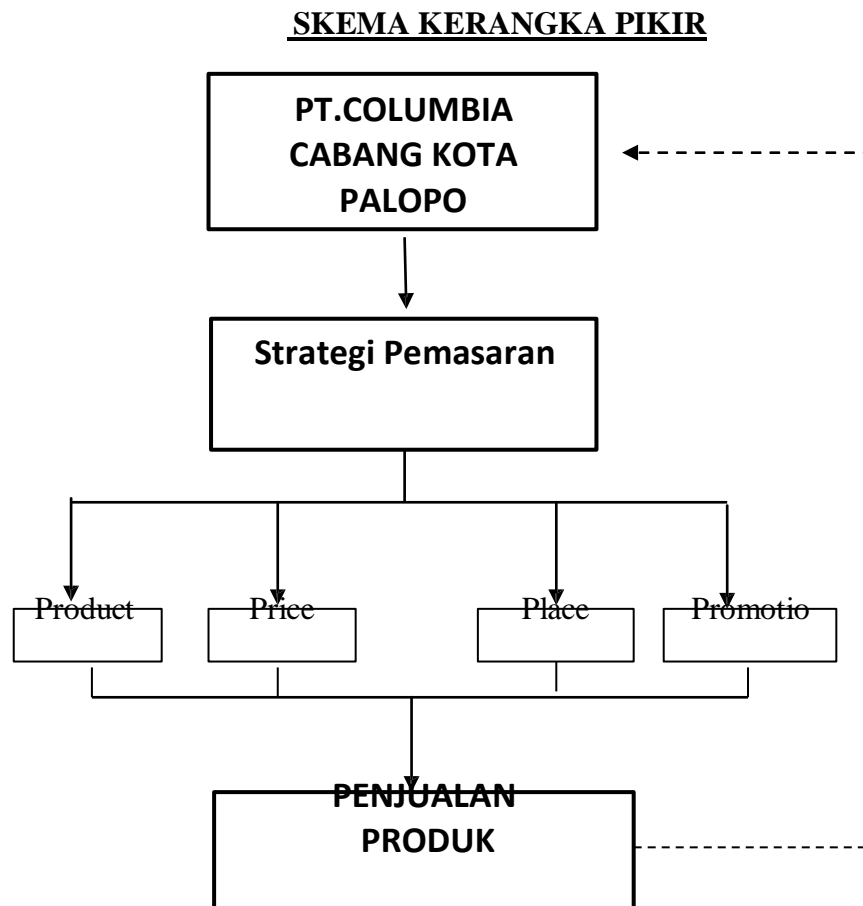 SKEMA KERANGKA PIKIR
PT.COLUMBIA
CABANG KOTA
PALOPO
Strategi Pemasaran
Product
Price
Place
Promotio
PENJUALAN
PRODUK